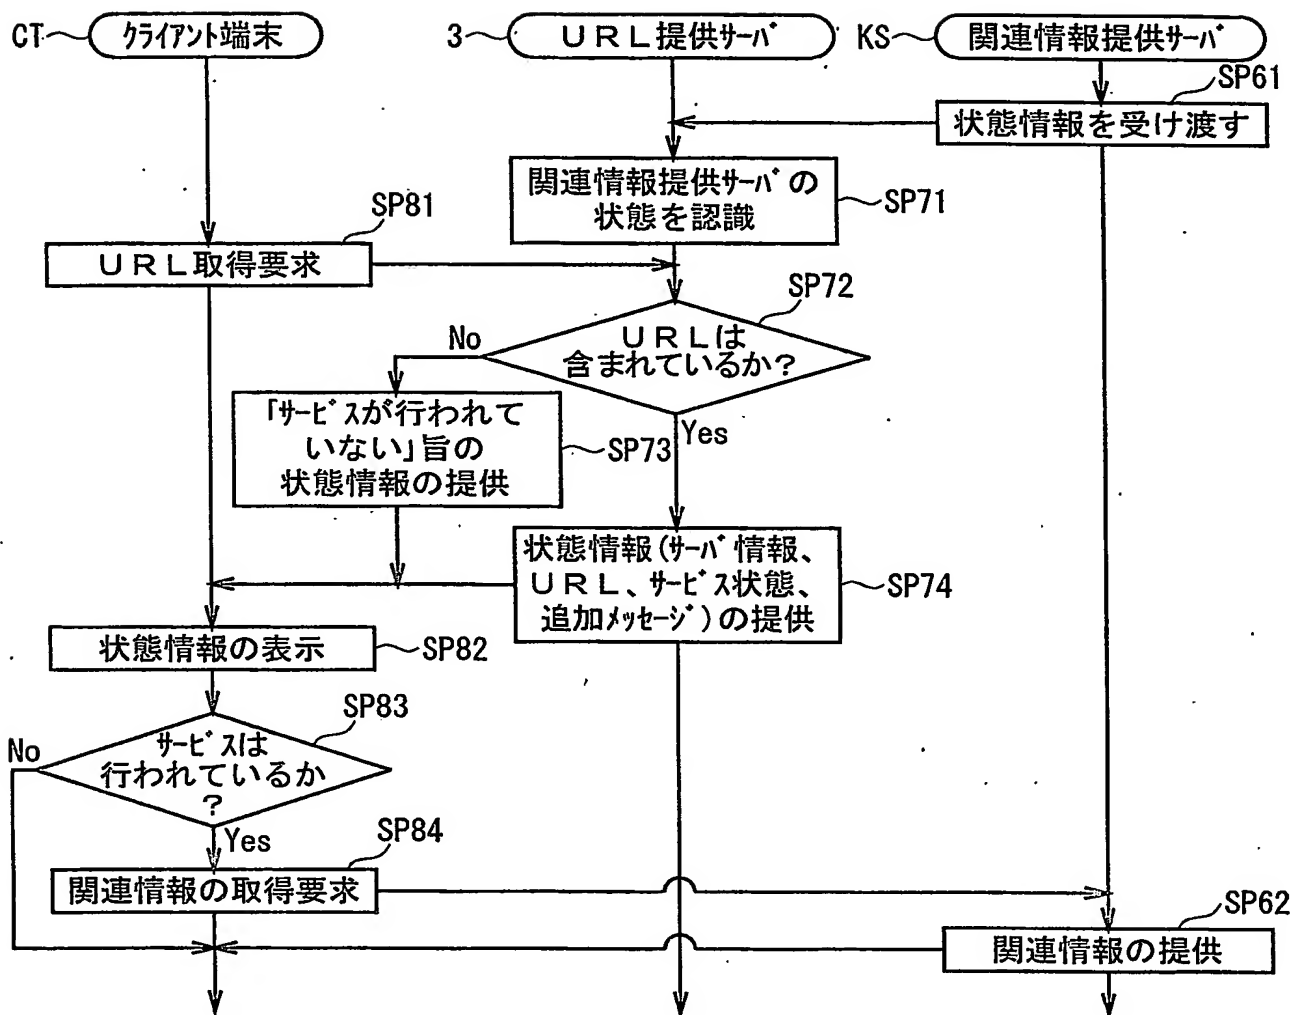 CT
クライアント端末
3
URL提供サーバ
KS
関連情報提供サーバ
SP61
状態情報を受け渡す
関連情報提供サーバの
状態を認識
SP71
SP81
URL取得要求
SP72
URLは
含まれているか?
No
Yes
「サービスが行われて
いない」旨の
状態情報の提供
SP73
状態情報(サーバ情報、
URL、サービス状態、
追加メッセージ)の提供
SP74
状態情報の表示
SP82
SP83
サービスは
行われているか
?
No
Yes
SP84
関連情報の取得要求
SP62
関連情報の提供